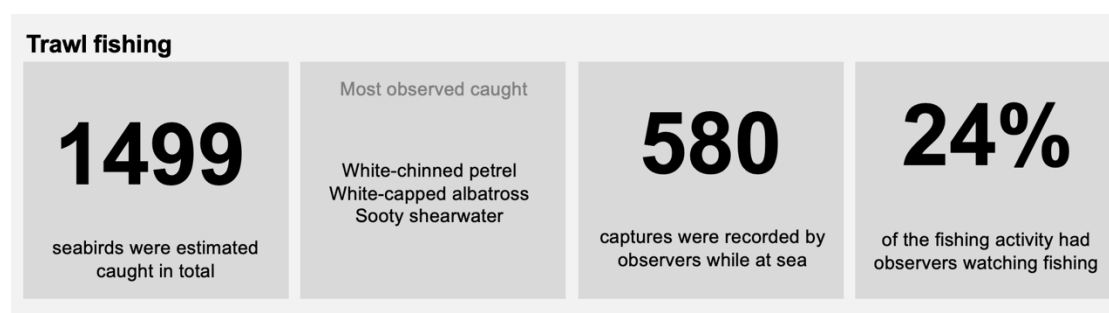 Trawl fishing
1499
seabirds were estimated
caught in total
Most observed caught
White-chinned petrel
White-capped albatross
Sooty shearwater
580
captures were recorded by
observers while at sea
24%
of the fishing activity had
observers watching fishing